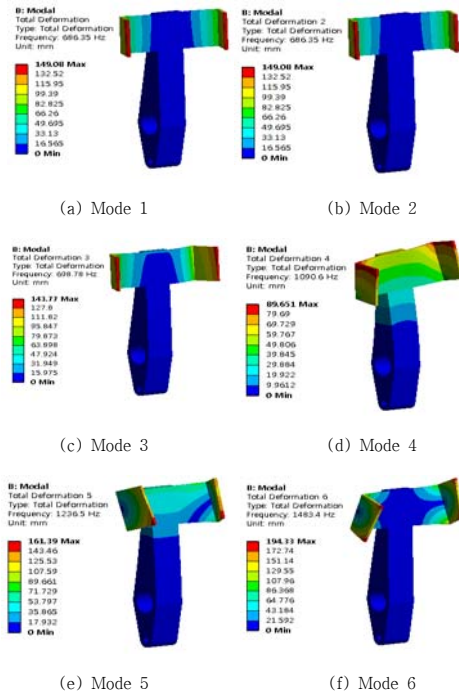 B: Modal
Total Deformation
Type: Total Deformation
Frequency: 686.35 Hz
Unit: mm
149.08 Max
132.52
115.95
99.39
82.825
66.26
49.695
33.13
16.565
0 Min
(a) Mode 1
B: Modal
Total Deformation 2
Type: Total Deformation
Frequency: 686.35 Hz
Unit: mm
149.08 Max
132.52
115.95
99.39
82.825
66.26
49.695
33.13
16.565
0 Min
(b) Mode 2
B: Modal
Total Deformation 3
Type: Total Deformation
Frequency: 698.78 Hz
Unit: mm
143.77 Max
127.8
111.82
95.847
79.873
63.898
47.924
31.949
15.975
0 Min
(c) Mode 3
B: Modal
Total Deformation 4
Type: Total Deformation
Frequency: 1090.6 Hz
Unit: mm
89.651 Max
79.69
69.729
59.767
49.806
39.845
29.884
19.922
9.9612
0 Min
(d) Mode 4
B: Modal
Total Deformation 5
Type: Total Deformation
Frequency: 1236.5 Hz
Unit: mm
161.39 Max
143.46
125.53
107.59
89.661
71.729
53.797
35.865
17.932
0 Min
(e) Mode 5
B: Modal
Total Deformation 6
Type: Total Deformation
Frequency: 1483.4 Hz
Unit: mm
194.33 Max
172.74
151.14
129.55
107.96
86.368
64.776
43.184
21.592
0 Min
(f) Mode 6